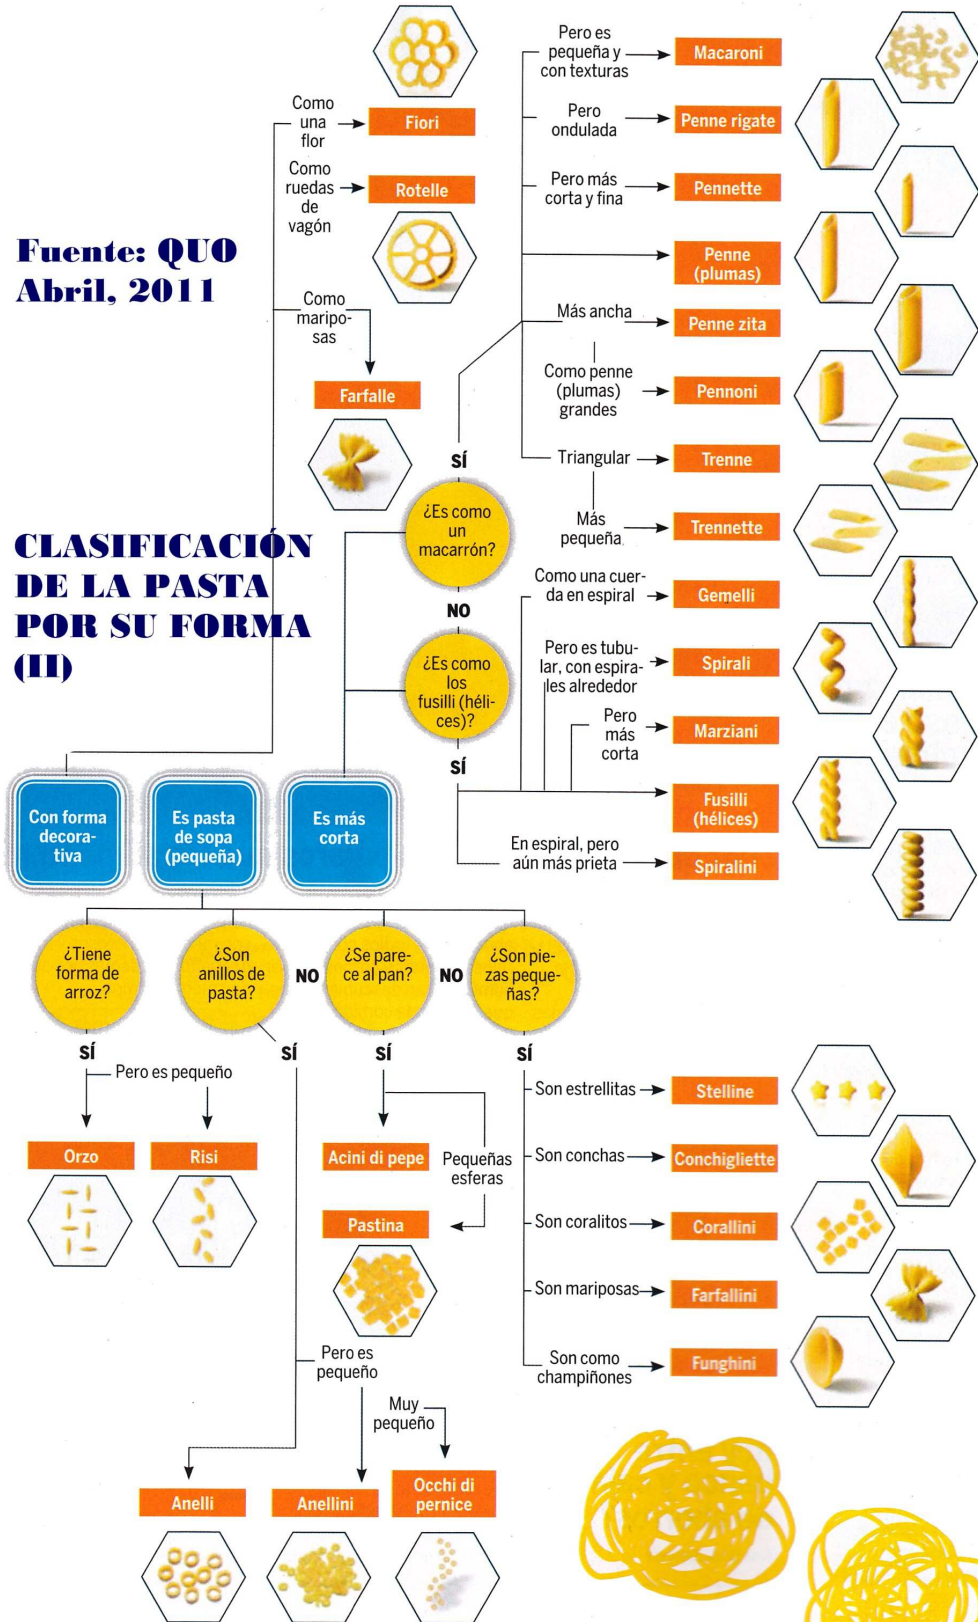 Como
una
flor
Fiori
Como
ruedas
de
vagón
Rotelle
Fuente: QUO
Abril, 2011
Como
maripo-
sas
Farfalle
Pero es
pequeña y
con texturas
Macaroni
Pero
ondulada
Penne rigate
Pero más
corta y fina
Pennette
Penne
(plumas)
Más ancha
Penne zita
Como penne
(plumas)
grandes
Pennoni
Triangular
Trenne
Más
pequeña
Trennette
SÍ
¿Es como
un
macarrón?
NO
CLASIFICACIÓN
DE LA PASTA
POR SU FORMA
(II)
¿Es como
los
fusilli (héli-
ces)?
SÍ
Como una cuer-
da en espiral
Gemelli
Pero es tubu-
lar, con espira-
les alrededor
Spirali
Pero
más
corta
Marziani
Fusilli
(hélices)
En espiral, pero
aún más prieta
Spiralini
Con forma
decora-
tiva
Es pasta
de sopa
(pequeña)
Es más
corta
¿Tiene
forma de
arroz?
¿Son
anillos de
pasta?
NO
¿Se pare-
ce al pan?
NO
¿Son pie-
zas peque-
ñas?
SÍ
SÍ
SÍ
SÍ
Pero es pequeño
Orzo
Risi
Acini di pepe
Pequeñas
esferas
Pastina
Son estrellitas
Stelline
Son conchas
Conchigliette
Son coralitos
Corallini
Son mariposas
Farfallini
Son como
champiñones
Funghini
Pero es
pequeño
Muy
pequeño
Anelli
Anellini
Occhi di
pernice